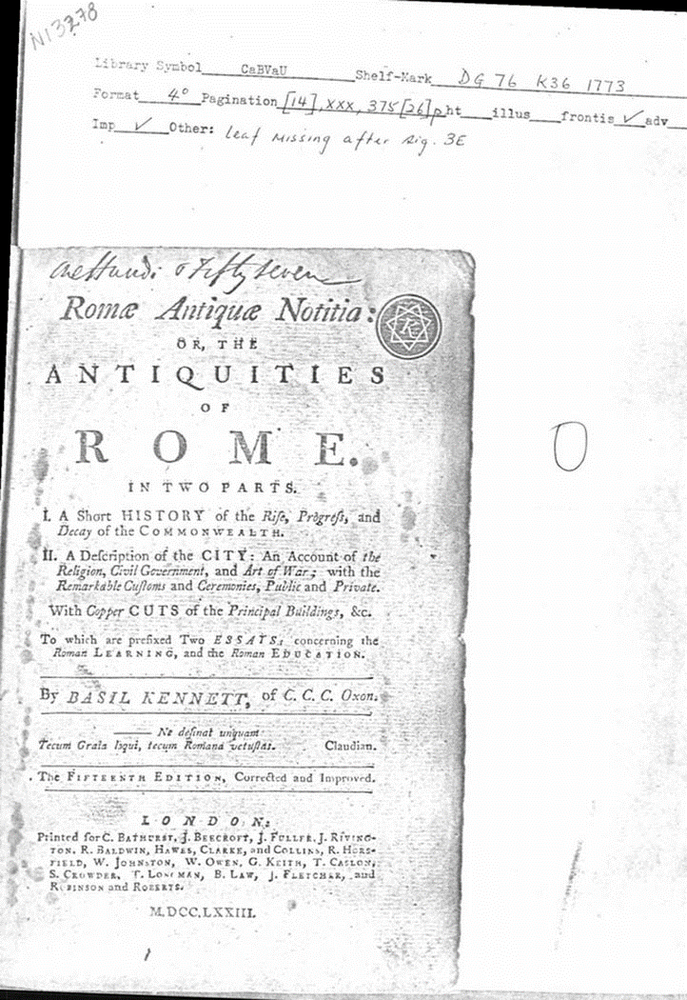 N13278
Library Symbol CaBVaU Shelf-Mark DG 76 K36 1773
Format 4° Pagination [14], xxx, 375 [26]p ht illus frontis ✓ adv
Imp ✓ Other: leaf missing after sig. 3E
Fifty seven
Romæ Antiquæ Notitia:
OR, THE
ANTIQUITIES
OF
ROME.
IN TWO PARTS.
I. A Short HISTORY of the Riſe, Progreſs, and
Decay of the COMMONWEALTH.
II. A Deſcription of the CITY: An Account of the
Religion, Civil Government, and Art of War; with the
Remarkable Cuſtoms and Ceremonies, Public and Private.
With Copper CUTS of the Principal Buildings, &c.
To which are prefixed Two ESSAYS, concerning the
Roman LEARNING, and the Roman EDUCATION.
By BASIL KENNETT, of C. C. C. Oxon.
—— Ne deſinat unquam
Tecum Graia loqui, tecum Romana vetuſtas. Claudian.
The FIFTEENTH EDITION, Corrected and Improved.
LONDON:
Printed for C. BATHURST, J. BEECROFT, J. FULLER, J. RIVING-
TON, R. BALDWIN, HAWES, CLARKE, and COLLINS, R. HORS-
FIELD, W. JOHNSTON, W. OWEN, G. KEITH, T. CASLON,
S. CROWDER, T. LONGMAN, B. LAW, J. FLETCHER, and
ROBINSON and ROBERTS.
M.DCC.LXXIII.